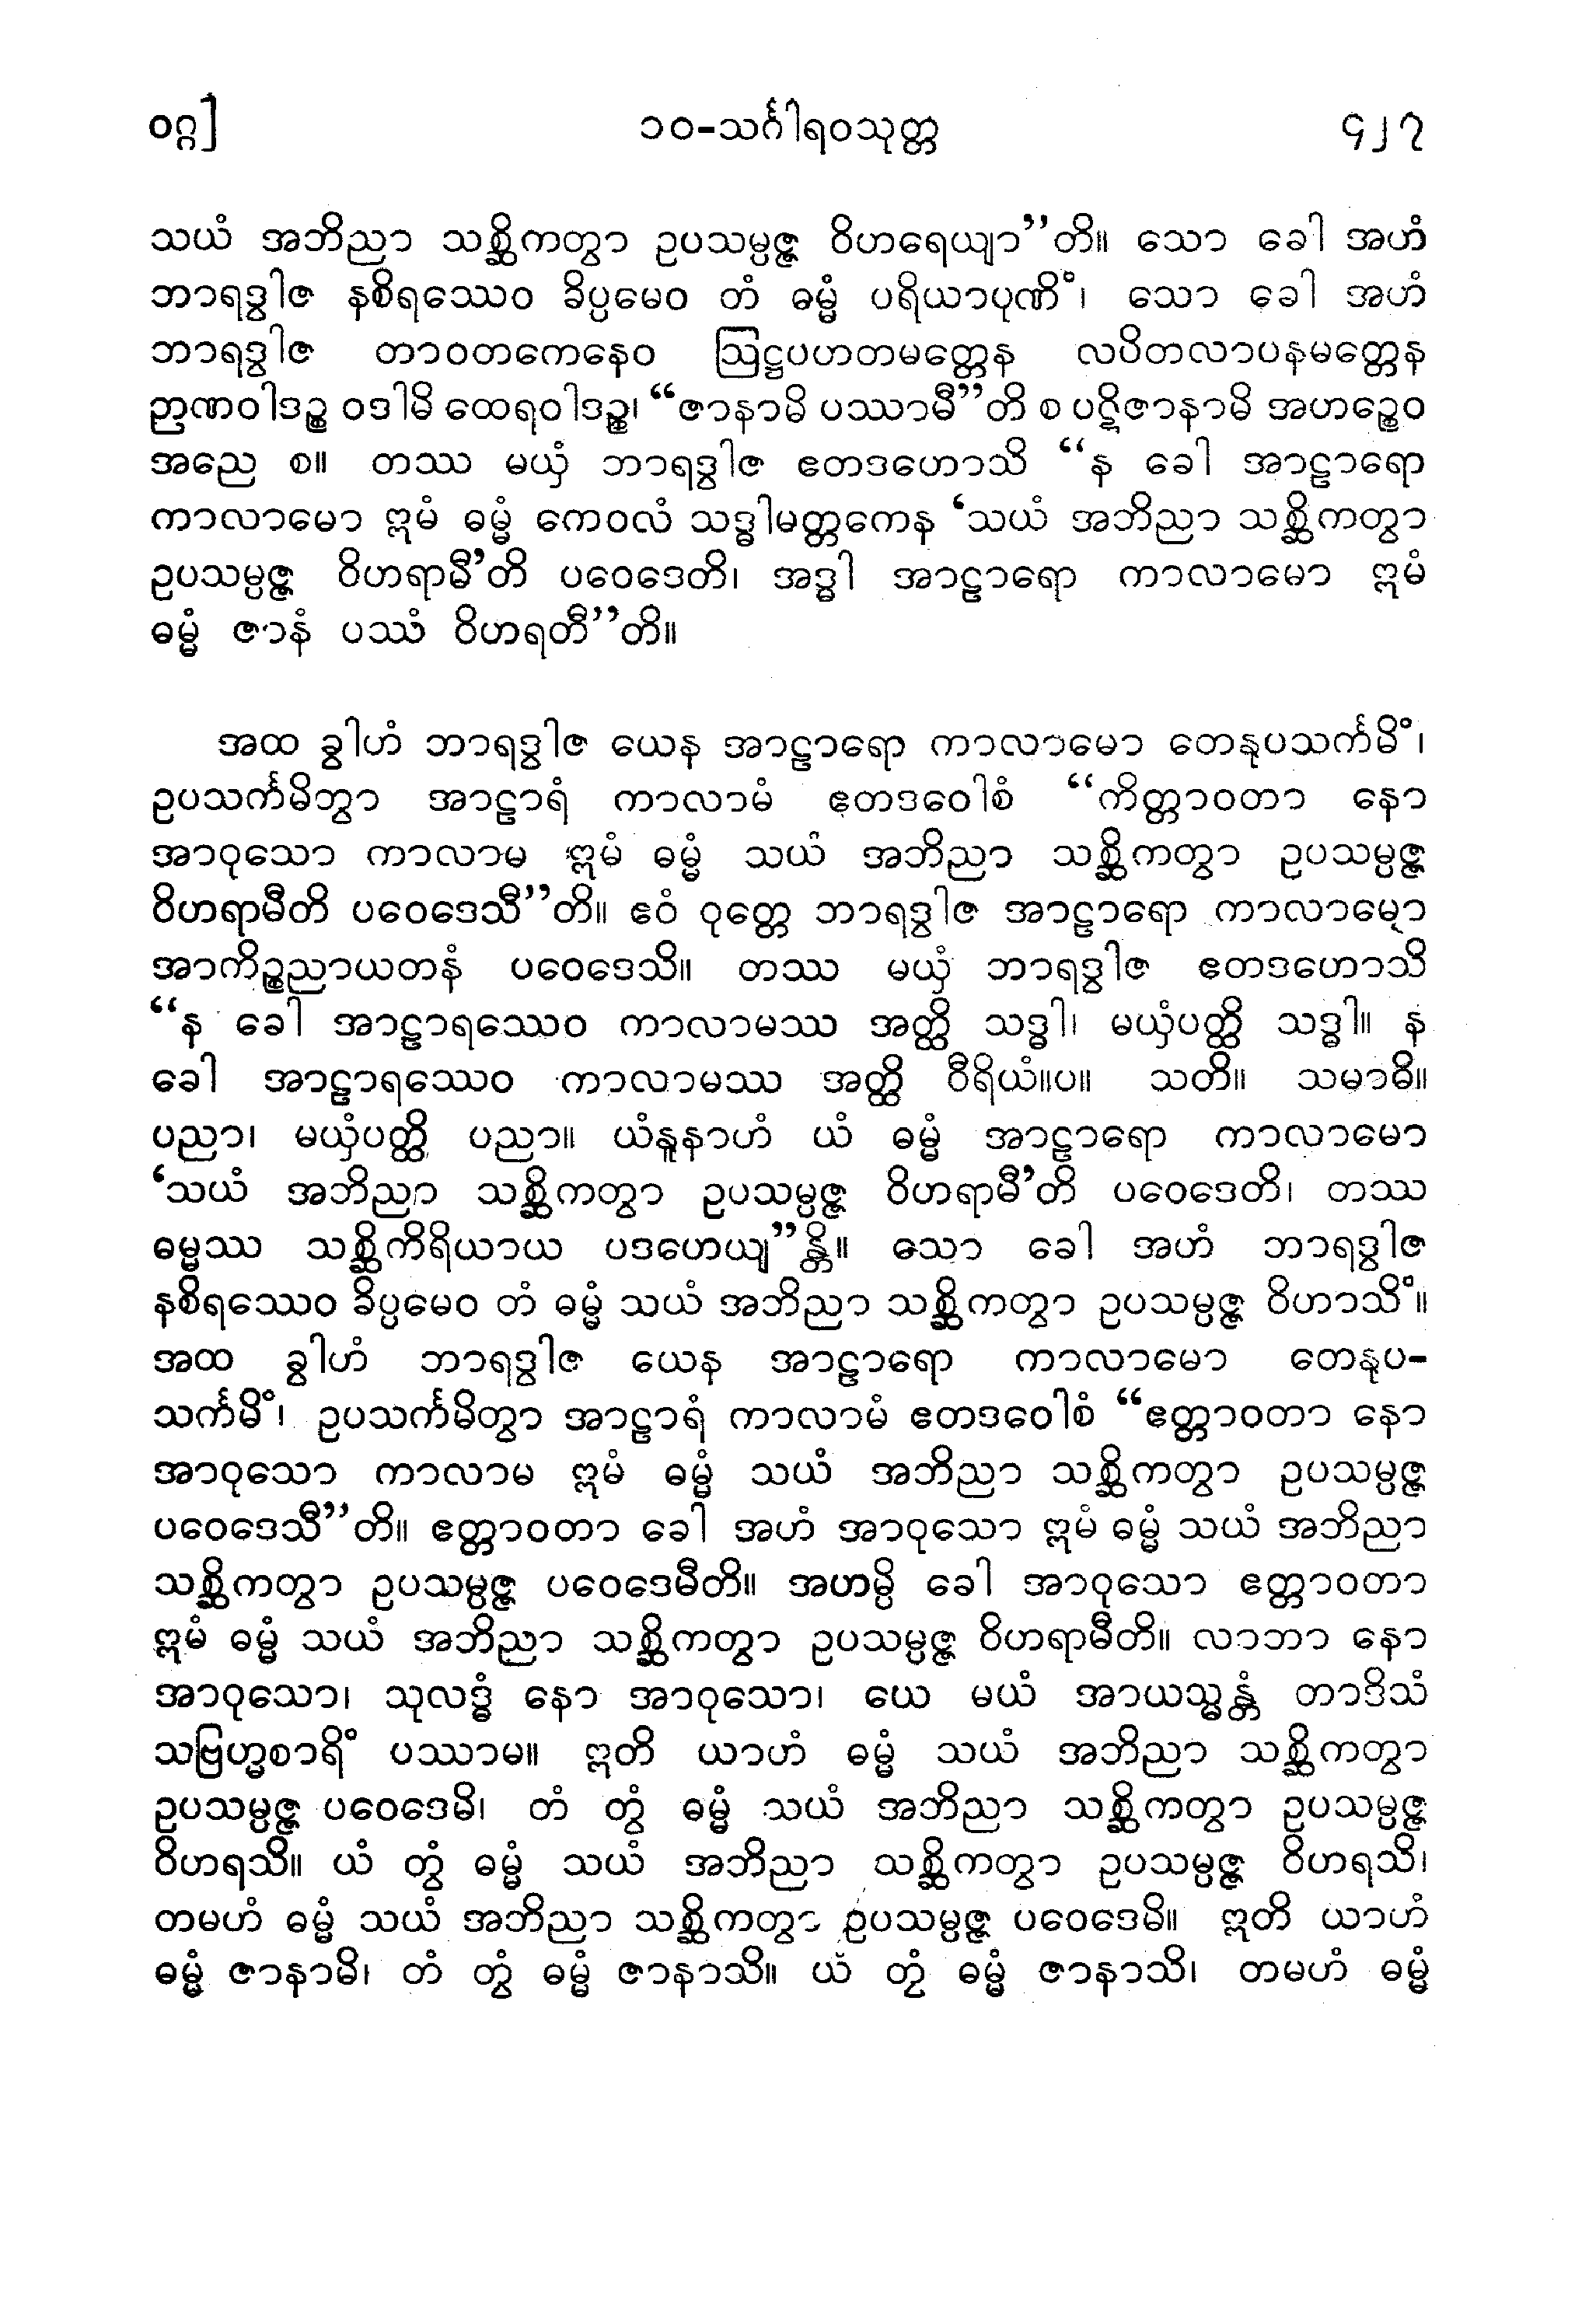 ဝဂ္ဂ] ၁၀-သင်္ဂါရဝသုတ္တ ၄၂၇
သယံ အဘိညာ သစ္ဆိကတွာ ဥပသမ္ပဇ္ဇ ဝိဟရေယျာ”တိ။ သော ခေါ အဟံ
ဘာရဒွါဇ နစိရဿေဝ ခိပ္ပမေဝ တံ ဓမ္မံ ပရိယာပုဏိံ၊ သော ခေါ အဟံ
ဘာရဒွါဇ တာဝတကေနေဝ ဩဋ္ဌပဟတမတ္တေန လပိတလာပနမတ္တေန
ဉာဏဝါဒဉ္စ ဝဒါမိ ထေရဝါဒဉ္စ၊ “ဇာနာမိ ပဿာမီ”တိ စ ပဋိဇာနာမိ အဟဉ္စေဝ
အညေ စ။ တဿ မယှံ ဘာရဒွါဇ ဧတဒဟောသိ “န ခေါ အာဠာရော
ကာလာမော ဣမံ ဓမ္မံ ကေဝလံ သဒ္ဓါမတ္တကေန ‘သယံ အဘိညာ သစ္ဆိကတွာ
ဥပသမ္ပဇ္ဇ ဝိဟရာမီ’တိ ပဝေဒေတိ၊ အဒ္ဓါ အာဠာရော ကာလာမော ဣမံ
ဓမ္မံ ဇာနံ ပဿံ ဝိဟရတီ”တိ။
အထ ခွါဟံ ဘာရဒွါဇ ယေန အာဠာရော ကာလာမော တေနုပသင်္ကမိံ၊
ဥပသင်္ကမိတွာ အာဠာရံ ကာလာမံ ဧတဒဝေါစံ “ကိတ္တာဝတာ နော
အာဝုသော ကာလာမ ဣမံ ဓမ္မံ သယံ အဘိညာ သစ္ဆိကတွာ ဥပသမ္ပဇ္ဇ
ဝိဟရာမီတိ ပဝေဒေသီ”တိ။ ဧဝံ ဝုတ္တေ ဘာရဒွါဇ အာဠာရော ကာလာမော
အာကိဉ္စညာယတနံ ပဝေဒေသိ။ တဿ မယှံ ဘာရဒွါဇ ဧတဒဟောသိ
“န ခေါ အာဠာရဿေဝ ကာလာမဿ အတ္ထိ သဒ္ဓါ၊ မယှံပတ္ထိ သဒ္ဓါ။ န
ခေါ အာဠာရဿေဝ ကာလာမဿ အတ္ထိ ဝီရိယံ။ပ။ သတိ။ သမာဓိ။
ပညာ၊ မယှံပတ္ထိ ပညာ။ ယံနူနာဟံ ယံ ဓမ္မံ အာဠာရော ကာလာမော
‘သယံ အဘိညာ သစ္ဆိကတွာ ဥပသမ္ပဇ္ဇ ဝိဟရာမီ’တိ ပဝေဒေတိ၊ တဿ
ဓမ္မဿ သစ္ဆိကိရိယာယ ပဒဟေယျ”န္တိ။ သော ခေါ အဟံ ဘာရဒွါဇ
နစိရဿေဝ ခိပ္ပမေဝ တံ ဓမ္မံ သယံ အဘိညာ သစ္ဆိကတွာ ဥပသမ္ပဇ္ဇ ဝိဟာသိံ။
အထ ခွါဟံ ဘာရဒွါဇ ယေန အာဠာရော ကာလာမော တေနုပ-
သင်္ကမိံ၊ ဥပသင်္ကမိတွာ အာဠာရံ ကာလာမံ ဧတဒဝေါစံ “ဧတ္တာဝတာ နော
အာဝုသော ကာလာမ ဣမံ ဓမ္မံ သယံ အဘိညာ သစ္ဆိကတွာ ဥပသမ္ပဇ္ဇ
ပဝေဒေသီ”တိ။ ဧတ္တာဝတာ ခေါ အဟံ အာဝုသော ဣမံ ဓမ္မံ သယံ အဘိညာ
သစ္ဆိကတွာ ဥပသမ္ပဇ္ဇ ပဝေဒေမီတိ။ အဟမ္ပိ ခေါ အာဝုသော ဧတ္တာဝတာ
ဣမံ ဓမ္မံ သယံ အဘိညာ သစ္ဆိကတွာ ဥပသမ္ပဇ္ဇ ဝိဟရာမီတိ။ လာဘာ နော
အာဝုသော၊ သုလဒ္ဓံ နော အာဝုသော၊ ယေ မယံ အာယသ္မန္တံ တာဒိသံ
သဗြဟ္မစာရိံ ပဿာမ။ ဣတိ ယာဟံ ဓမ္မံ သယံ အဘိညာ သစ္ဆိကတွာ
ဥပသမ္ပဇ္ဇ ပဝေဒေမိ၊ တံ တွံ ဓမ္မံ သယံ အဘိညာ သစ္ဆိကတွာ ဥပသမ္ပဇ္ဇ
ဝိဟရသိ။ ယံ တွံ ဓမ္မံ သယံ အဘိညာ သစ္ဆိကတွာ ဥပသမ္ပဇ္ဇ ဝိဟရသိ၊
တမဟံ ဓမ္မံ သယံ အဘိညာ သစ္ဆိကတွာ ဥပသမ္ပဇ္ဇ ပဝေဒေမိ။ ဣတိ ယာဟံ
ဓမ္မံ ဇာနာမိ၊ တံ တွံ ဓမ္မံ ဇာနာသိ။ ယံ တွံ ဓမ္မံ ဇာနာသိ၊ တမဟံ ဓမ္မံ